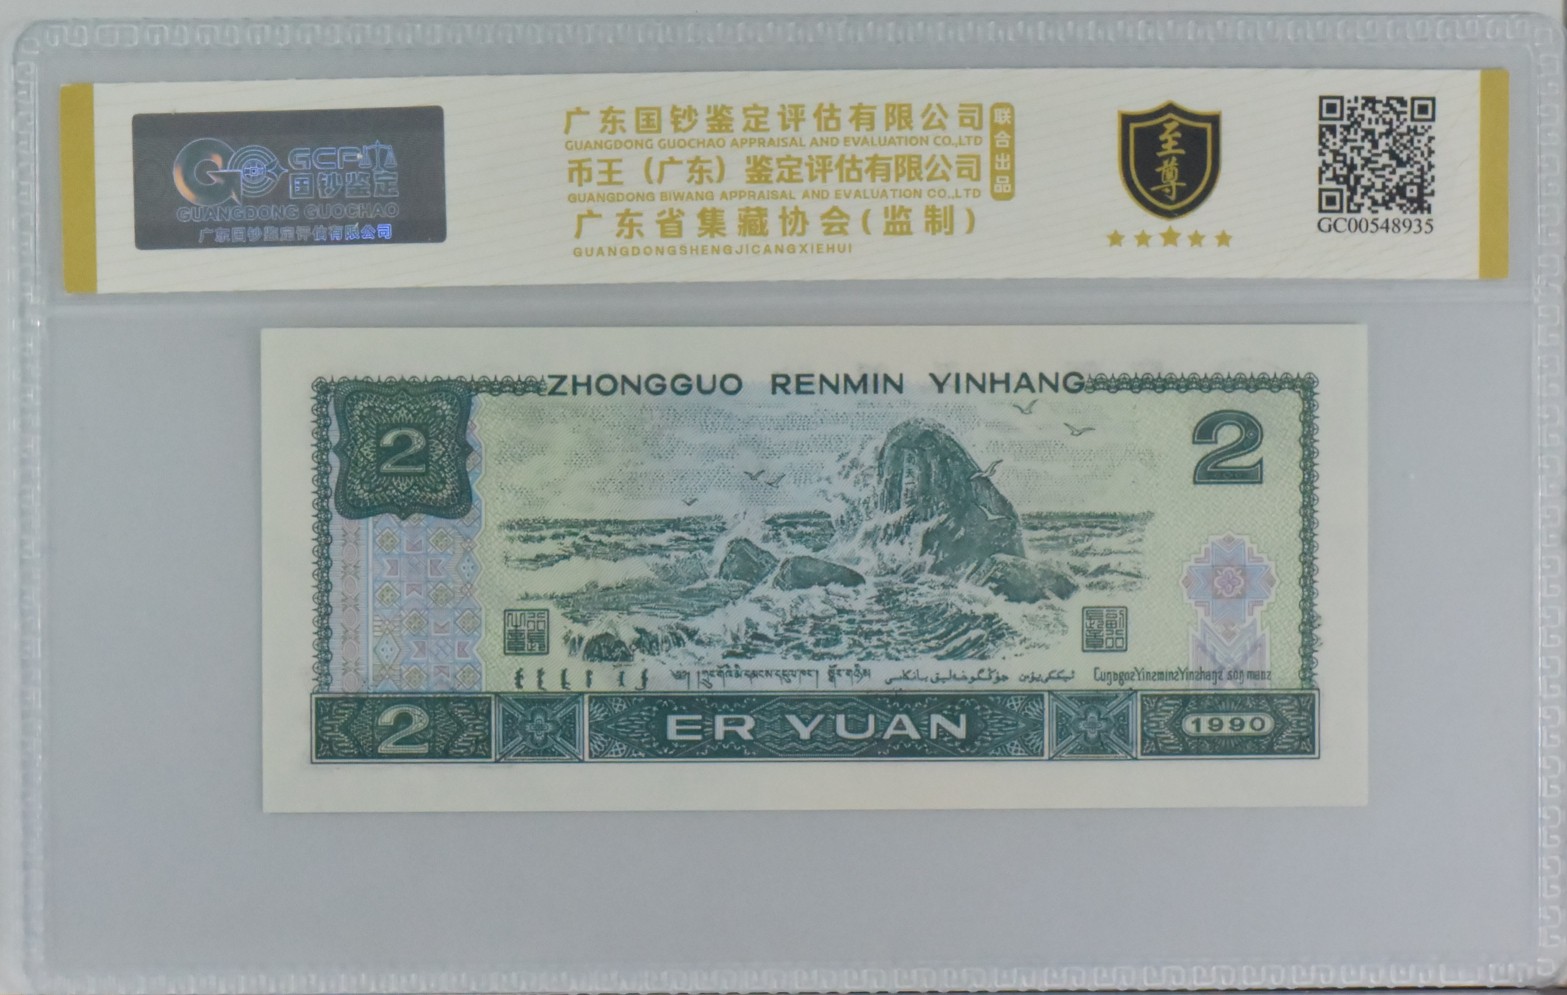 GCP
国钞鉴定
GUANGDONG GUOCHAO
广东国钞鉴定评估有限公司
广东国钞鉴定评估有限公司
GUANGDONG GUOCHAO APPRAISAL AND EVALUATION CO.,LTD
币王（广东）鉴定评估有限公司
GUANGDONG BIWANG APPRAISAL AND EVALUATION CO.,LTD
联合出品
广东省集藏协会(监制)
GUANGDONGSHENGJICANGXIEHUI
至尊
GC00548935
ZHONGGUO RENMIN YINHANG
2
2
2
ER YUAN
1990